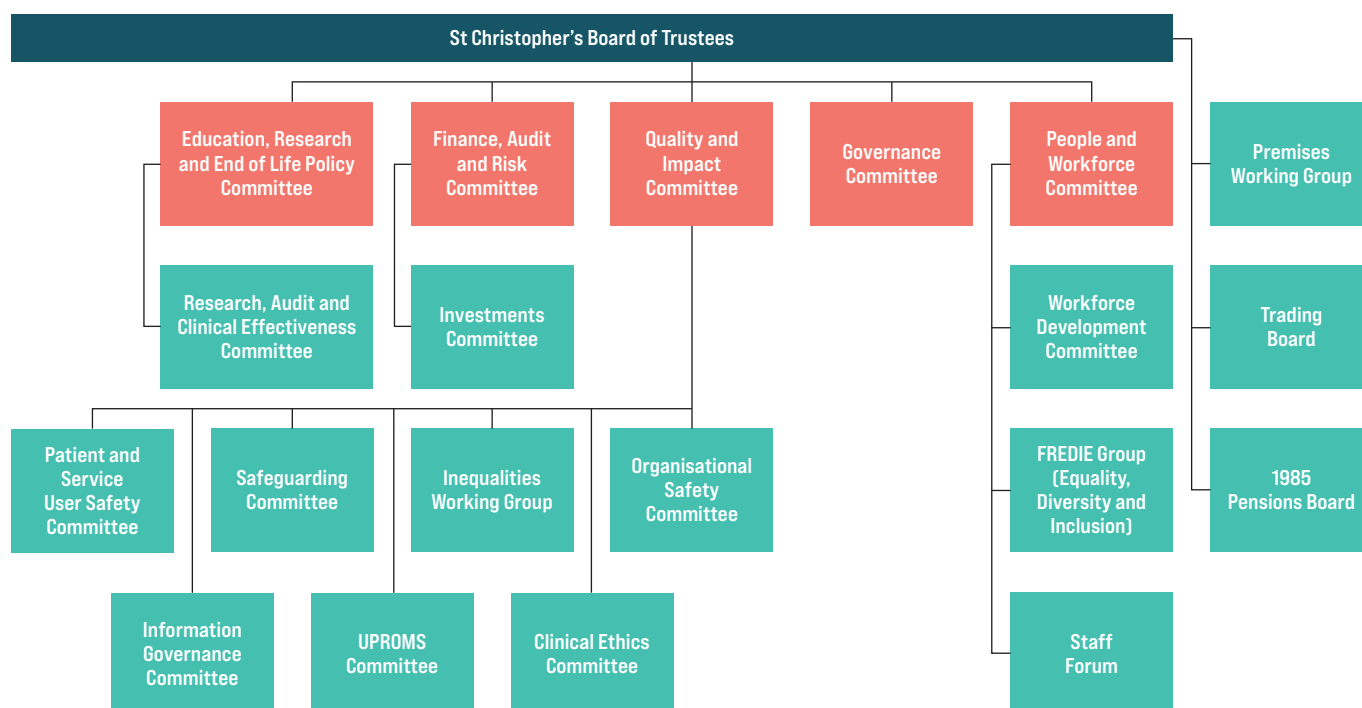 St Christopher’s Board of Trustees
Education, Research
and End of Life Policy
Committee
Finance, Audit
and Risk
Committee
Quality and
Impact
Committee
Governance
Committee
People and
Workforce
Committee
Premises
Working Group
Research, Audit and
Clinical Effectiveness
Committee
Investments
Committee
Workforce
Development
Committee
Trading
Board
Patient and
Service
User Safety
Committee
Safeguarding
Committee
Inequalities
Working Group
Organisational
Safety
Committee
FREDIE Group
(Equality,
Diversity and
Inclusion)
1985
Pensions Board
Information
Governance
Committee
UPROMS
Committee
Clinical Ethics
Committee
Staff
Forum